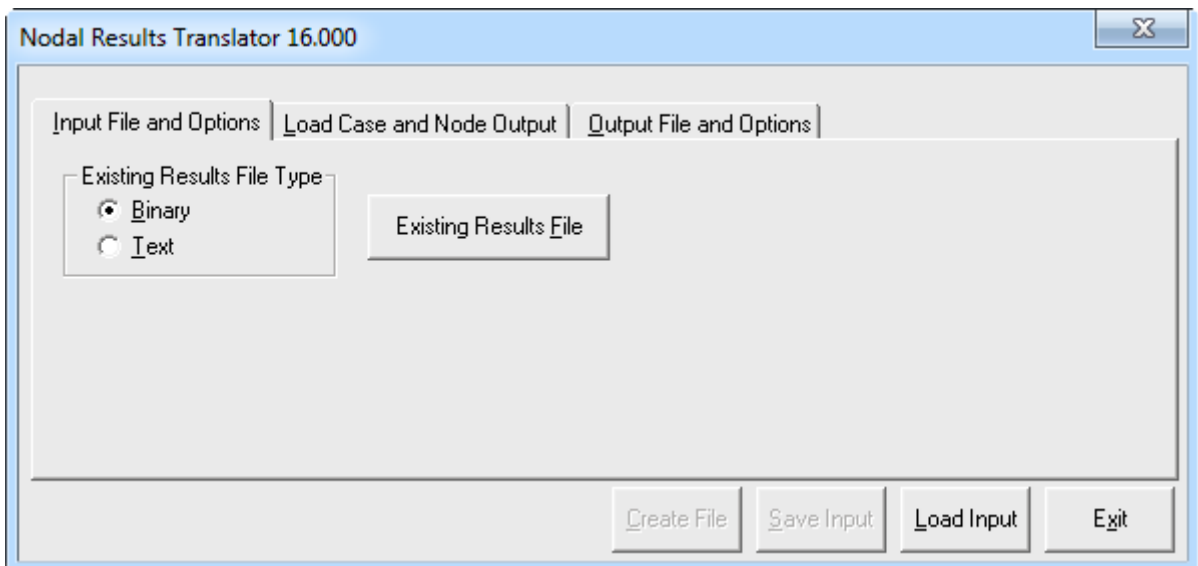 Nodal Results Translator 16.000
Input File and Options Load Case and Node Output Output File and Options
Existing Results File Type
Binary
Existing Results File
Text
Create File Save Input Load Input Exit